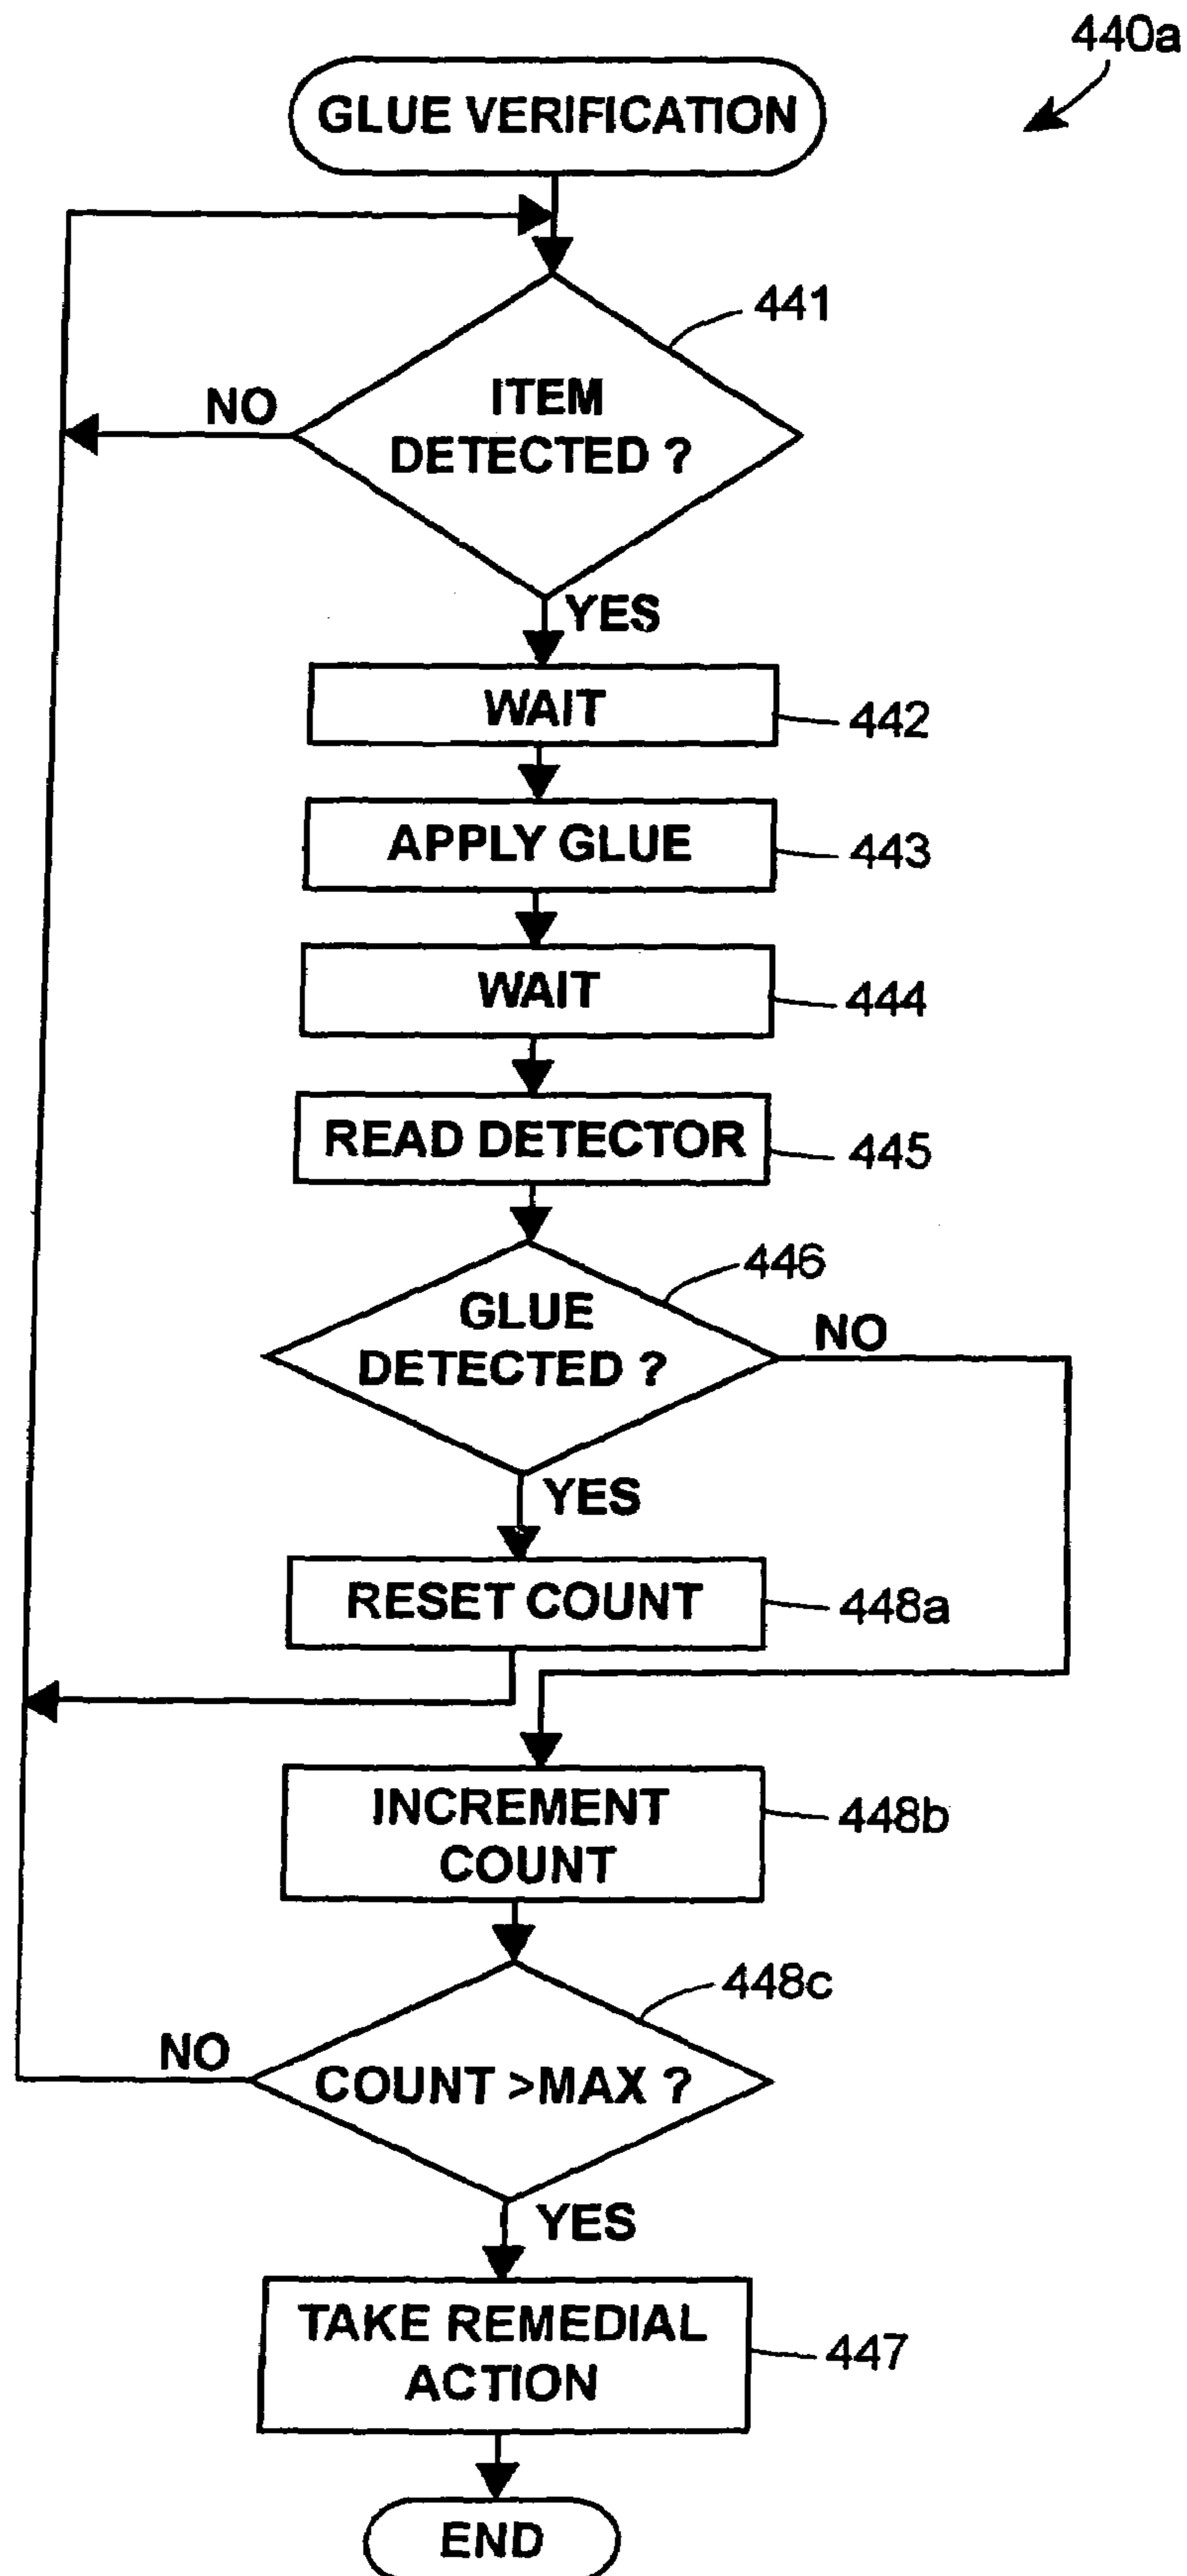 440a
GLUE VERIFICATION
441
ITEM
DETECTED ?
NO
YES
WAIT
442
APPLY GLUE
443
WAIT
444
READ DETECTOR
445
446
GLUE
DETECTED ?
NO
YES
RESET COUNT
448a
INCREMENT
COUNT
448b
448c
COUNT >MAX ?
NO
YES
TAKE REMEDIAL
ACTION
447
END